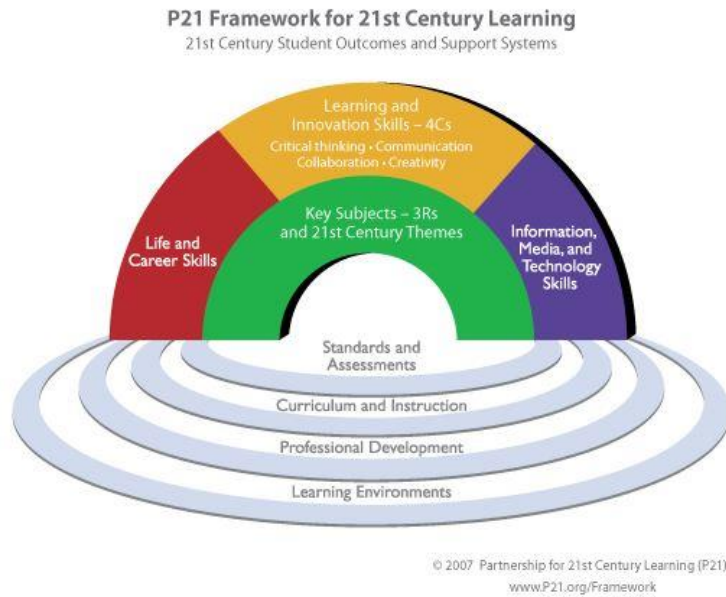 P21 Framework for 21st Century Learning
21st Century Student Outcomes and Support Systems
Learning and
Innovation Skills – 4Cs
Critical thinking • Communication
Collaboration • Creativity
Key Subjects – 3Rs
and 21st Century Themes
Life and
Career Skills
Information,
Media, and
Technology
Skills
Standards and
Assessments
Curriculum and Instruction
Professional Development
Learning Environments
© 2007 Partnership for 21st Century Learning (P21)
www.P21.org/Framework